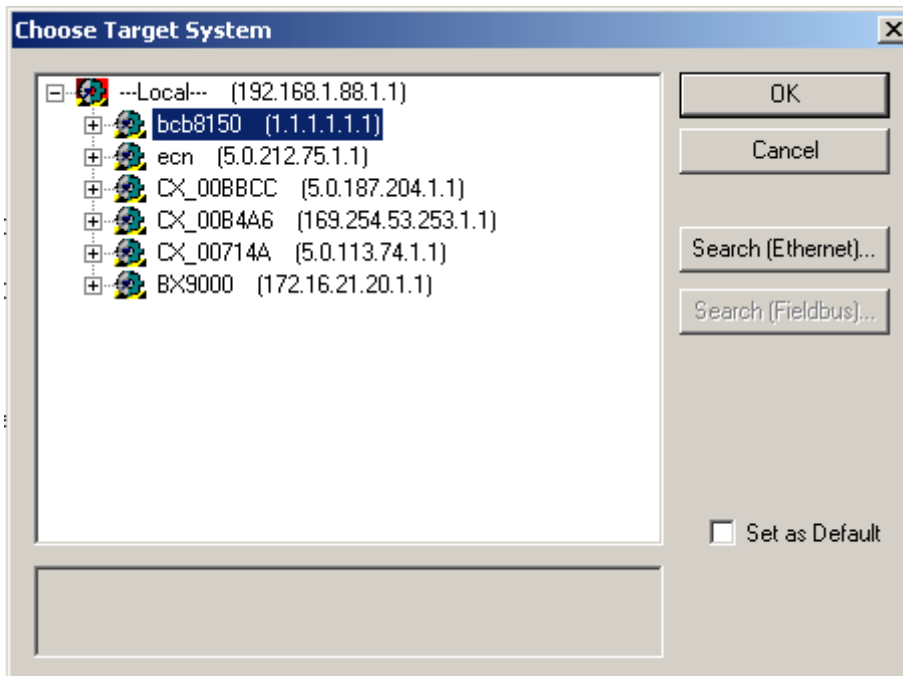 Choose Target System
---Local--- (192.168.1.88.1.1)
bcb8150 (1.1.1.1.1.1)
ecn (5.0.212.75.1.1)
CX_00BBCC (5.0.187.204.1.1)
CX_00B4A6 (169.254.53.253.1.1)
CX_00714A (5.0.113.74.1.1)
BX9000 (172.16.21.20.1.1)
OK
Cancel
Search (Ethernet)...
Search (Fieldbus)...
Set as Default